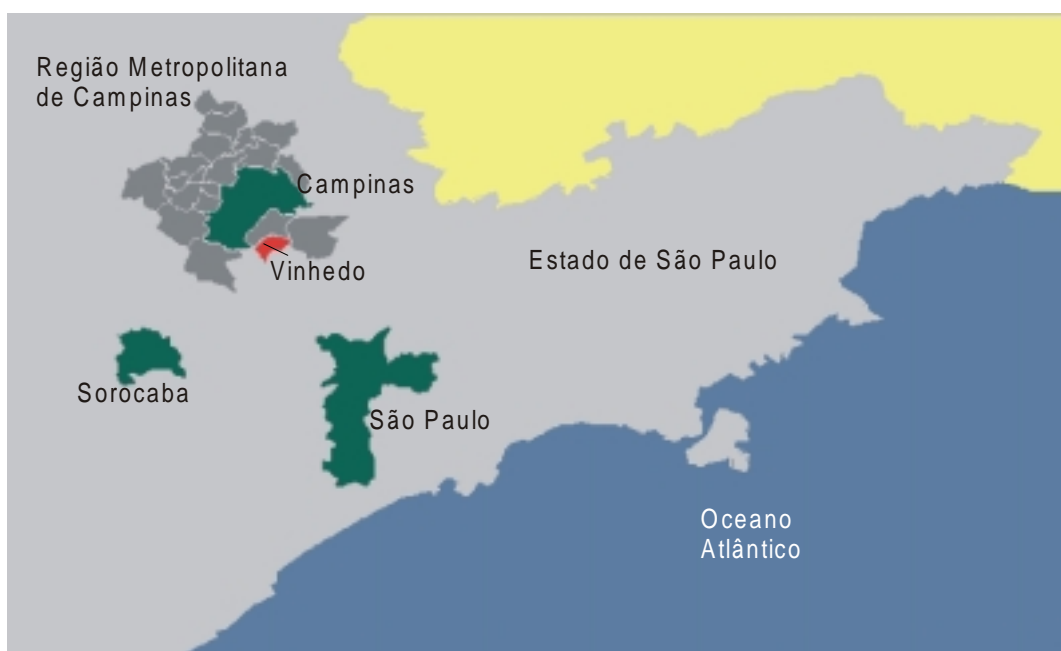 Região Metropolitana
de Campinas
Campinas
Vinhedo
Estado de São Paulo
Sorocaba
São Paulo
Oceano
Atlântico